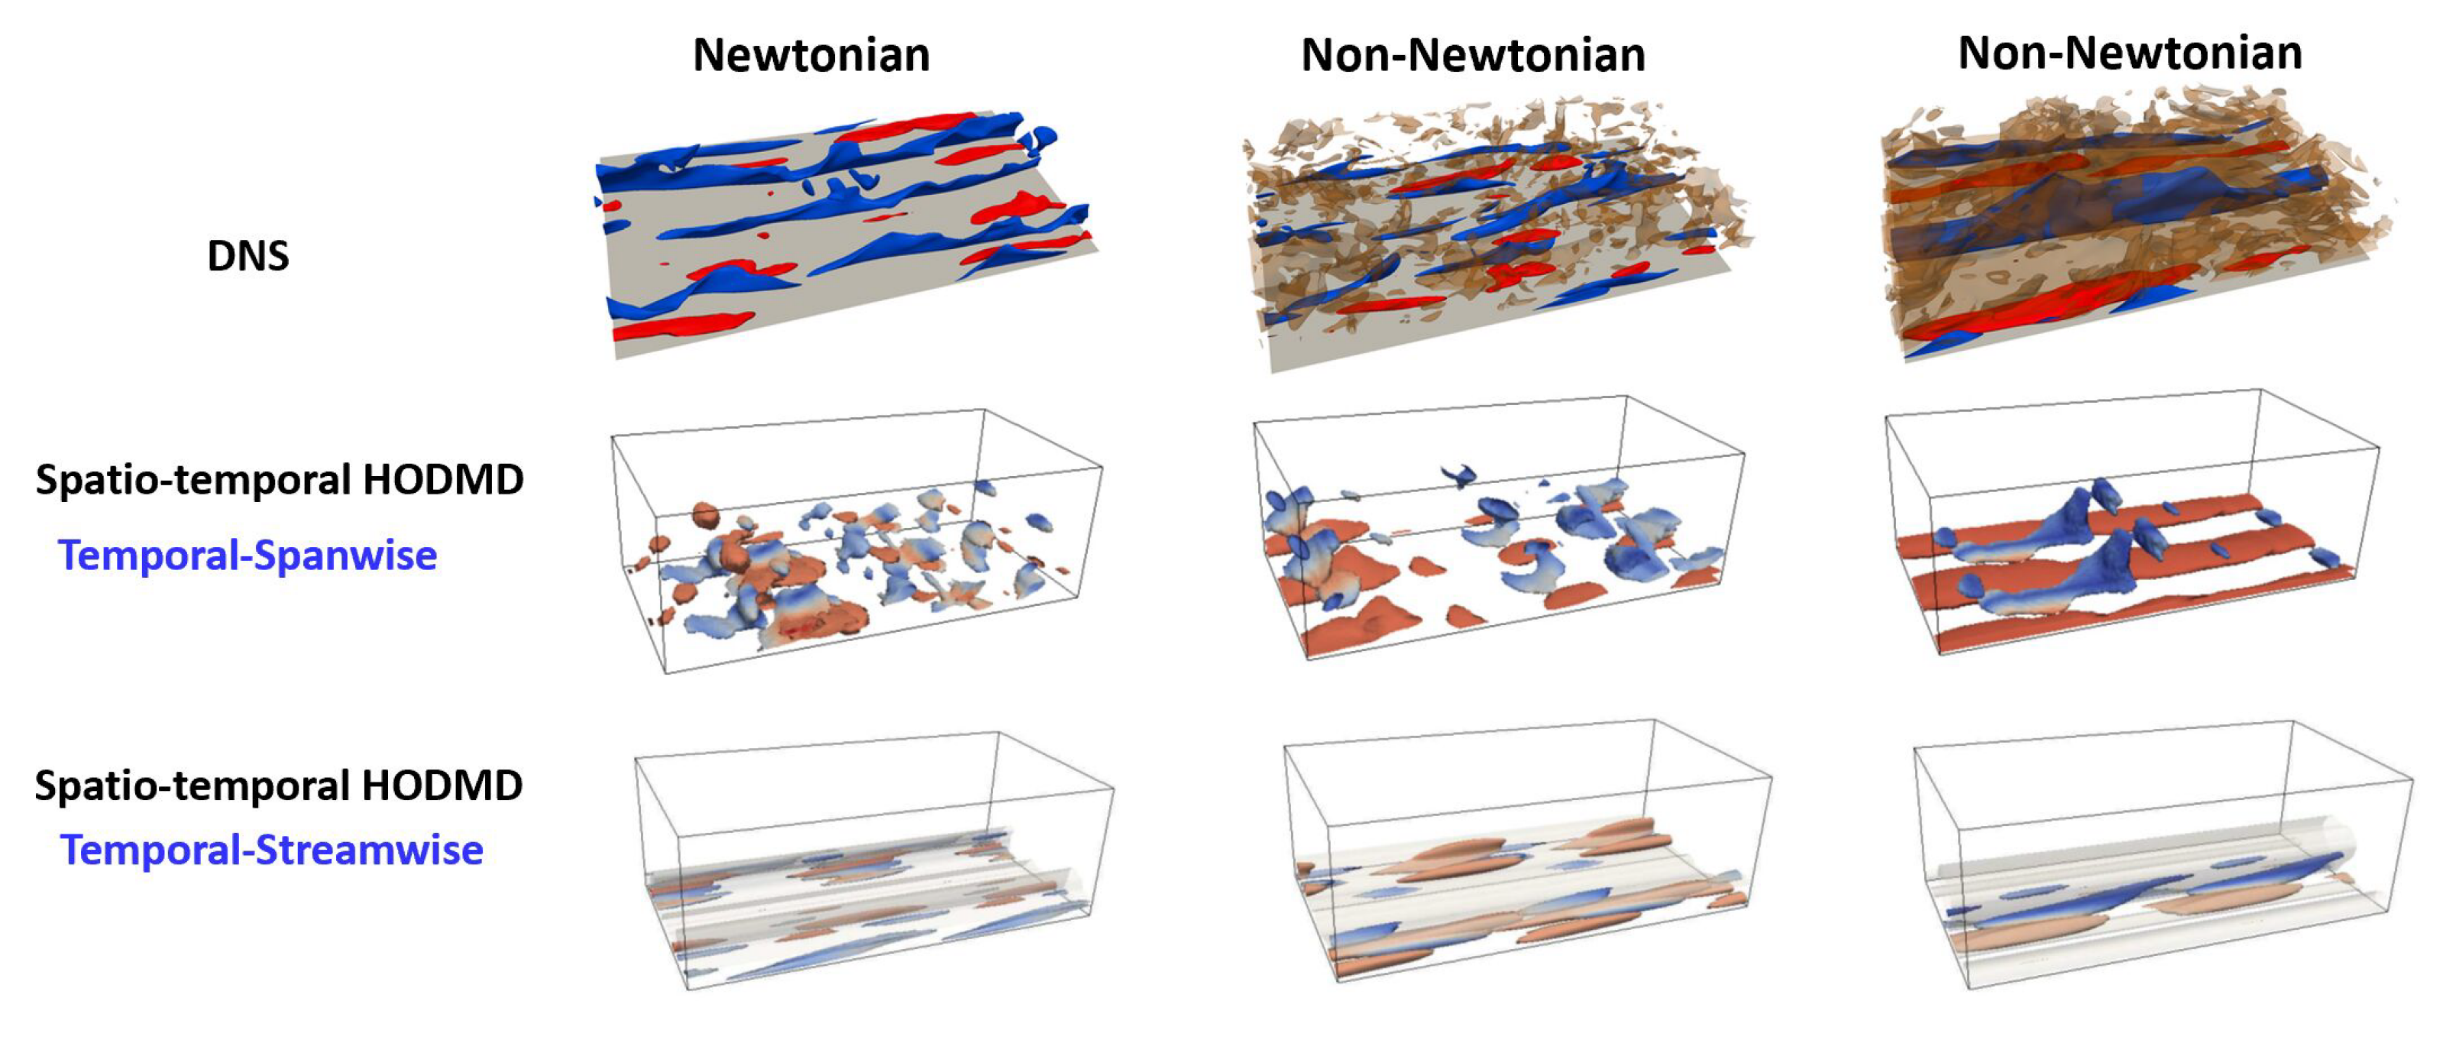 Newtonian
Non-Newtonian
Non-Newtonian
DNS
Spatio-temporal HODMD
Temporal-Spanwise
Spatio-temporal HODMD
Temporal-Streamwise